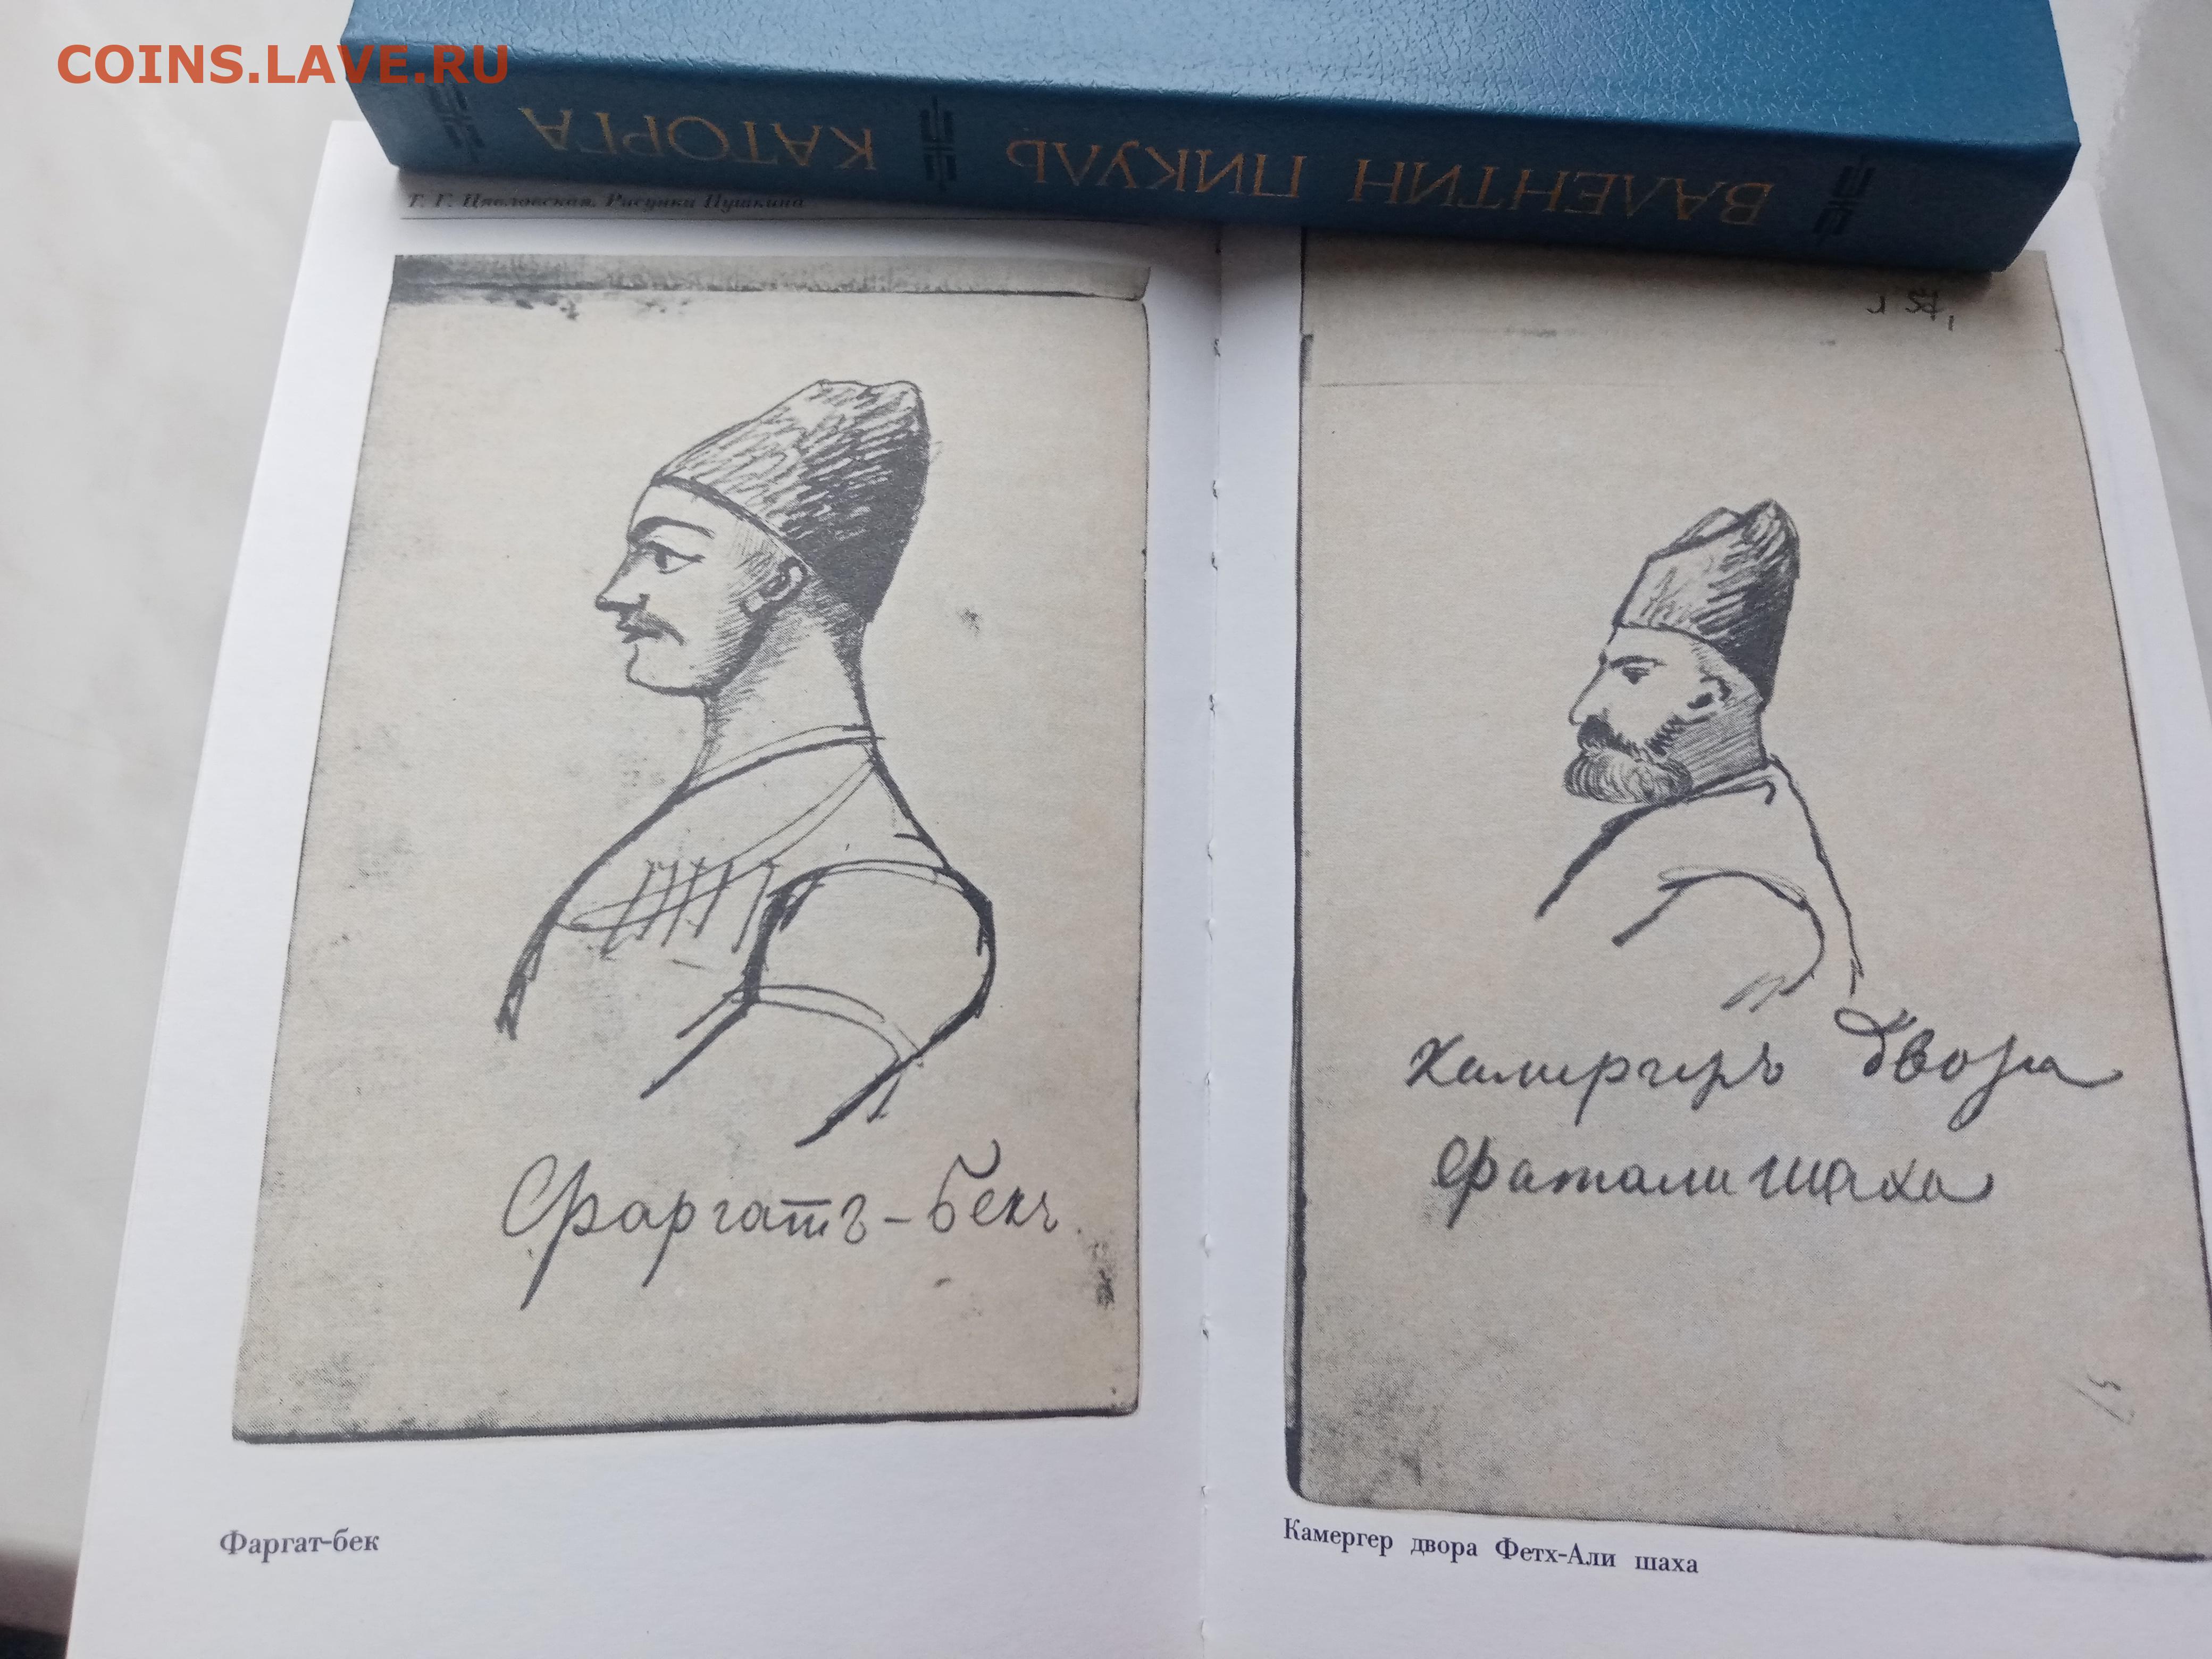 COINS.LAVE.RU
ВАЛЕНТИН ПИКУЛЬ КАТОРГА
Т. Г. Цявловская. Рисунки Пушкина
Фаргатъ-бекъ
камергеръ двора
Фатали шаха
Фаргат-бек
Камергер двора Фетх-Али шаха